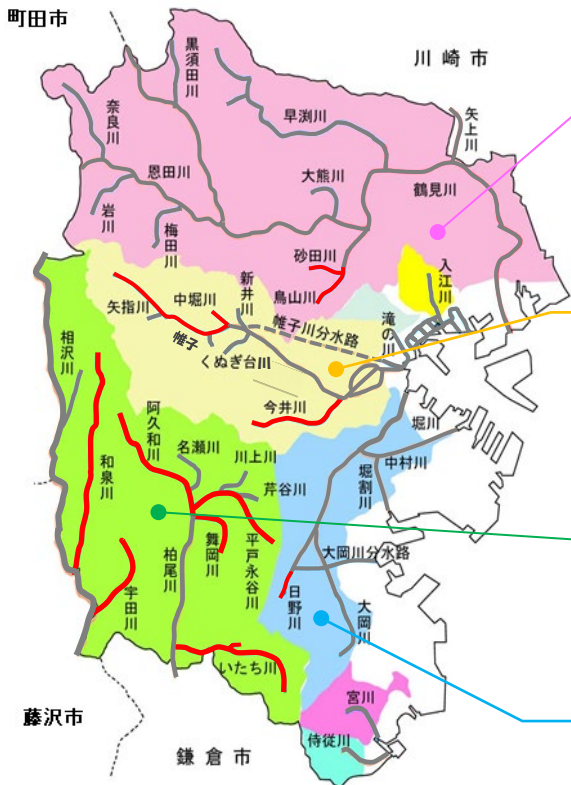 町田市
川崎市
黒須田川
奈良川
早渕川
矢上川
恩田川
大熊川
鶴見川
岩川
梅田川
砂田川
鳥山川
入江川
新井川
中堀川
矢指川
帷子川分水路
滝の川
帷子
くぬぎ台川
相沢川
今井川
堀川
阿久和川
名瀬川
川上川
中村川
和泉川
芹谷川
堀割川
舞岡川
平戸永谷川
大岡川分水路
柏尾川
宇田川
日野川
大岡川
いたち川
宮川
藤沢市
侍従川
鎌倉市